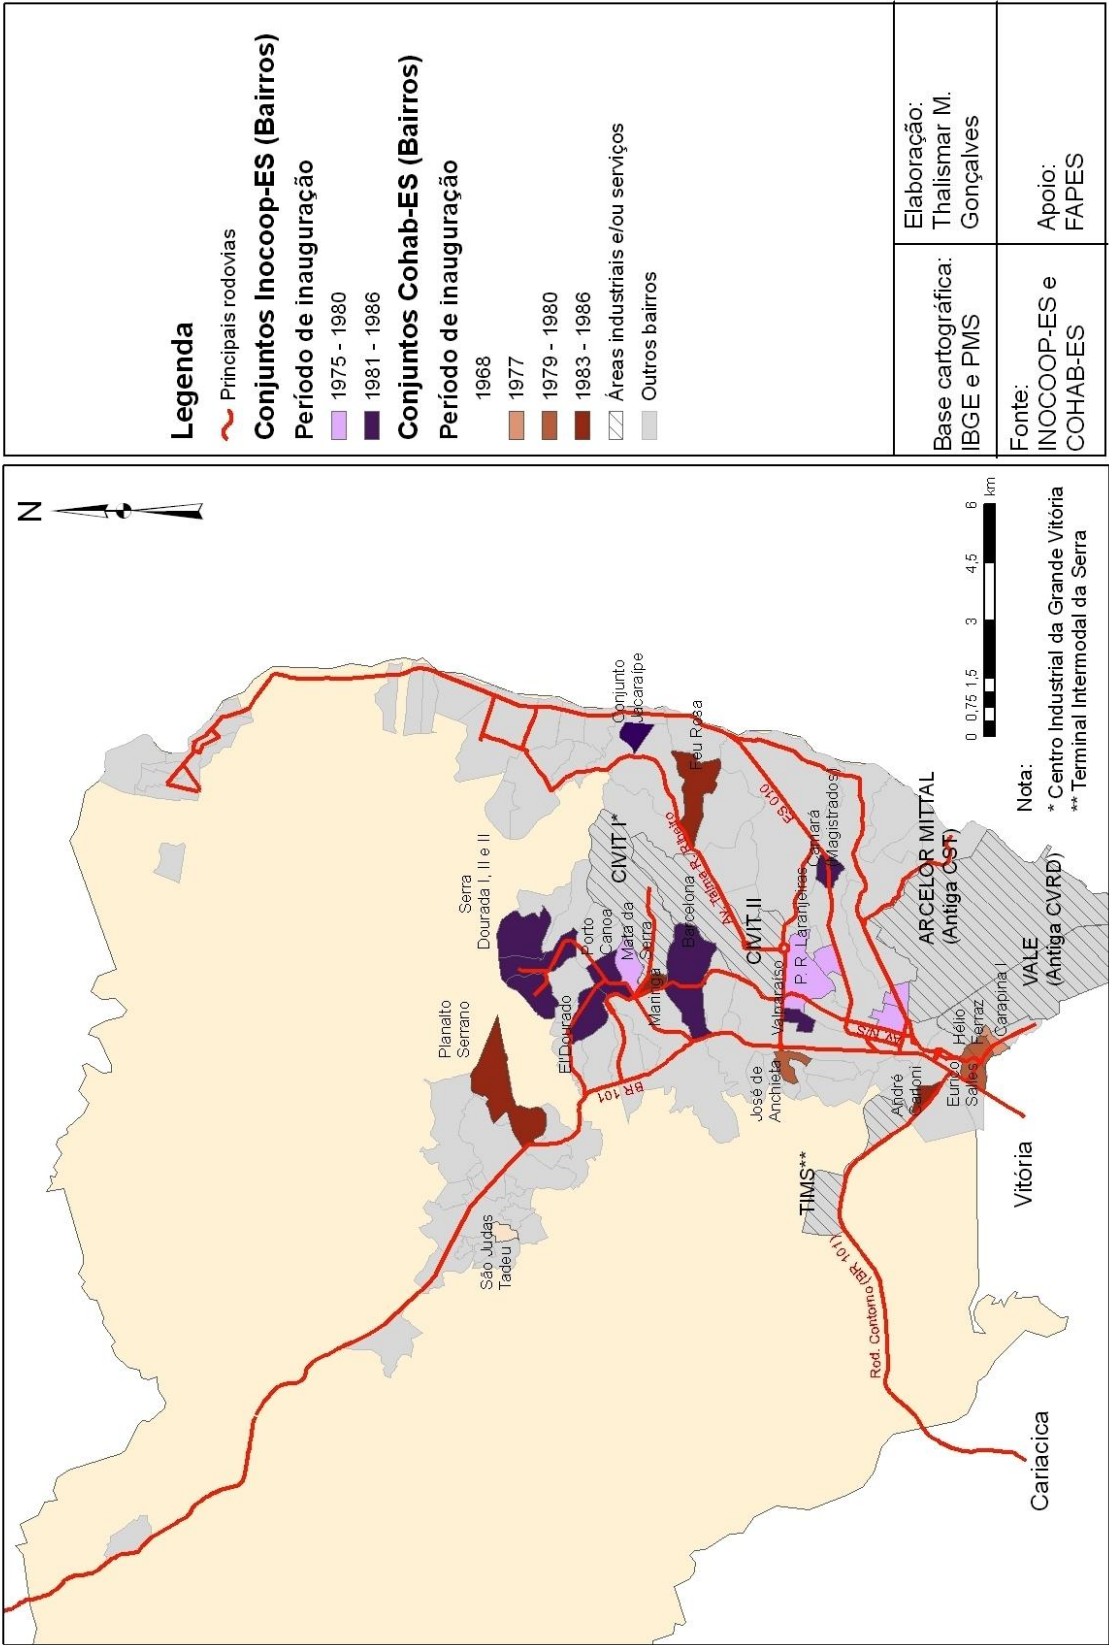 N
Planalto
Serrano
Serra
Dourada I, II e II
São Judas
Tadeu
El'Dourado
Porto
Canoa
CIVIT I*
Mata da
Serra
Conjunto
Jacaraípe
BR 101
Maringá
Barcelona
Feu Rosa
AV. Talma R. Ribeiro
CIVIT II
José de
Anchieta
Valparaíso
P. R. Laranjeiras
ES 010
Camará
(Magistrados)
TIMS**
Rod. Contorno (BR 101)
AV N/S
André
Carloni
Eurico
Salles
Hélio
Ferraz
Carapina I
ARCELOR MITTAL
(Antiga CST)
VALE
(Antiga CVRD)
Vitória
Cariacica
0 0,75 1,5 3 4,5 6
km
Nota:
* Centro Industrial da Grande Vitória
** Terminal Intermodal da Serra
Legenda
Principais rodovias
Conjuntos Inocoop-ES (Bairros)
Período de inauguração
1975 - 1980
1981 - 1986
Conjuntos Cohab-ES (Bairros)
Período de inauguração
1968
1977
1979 - 1980
1983 - 1986
Áreas industriais e/ou serviços
Outros bairros
Base cartográfica:
IBGE e PMS
Elaboração:
Thalismar M.
Gonçalves
Fonte:
INOCOOP-ES e
COHAB-ES
Apoio:
FAPES